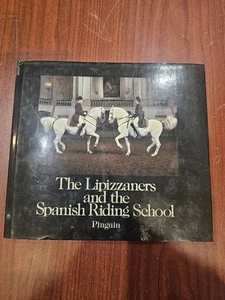 The Lipizzaners
and the
Spanish Riding School
Pinguin